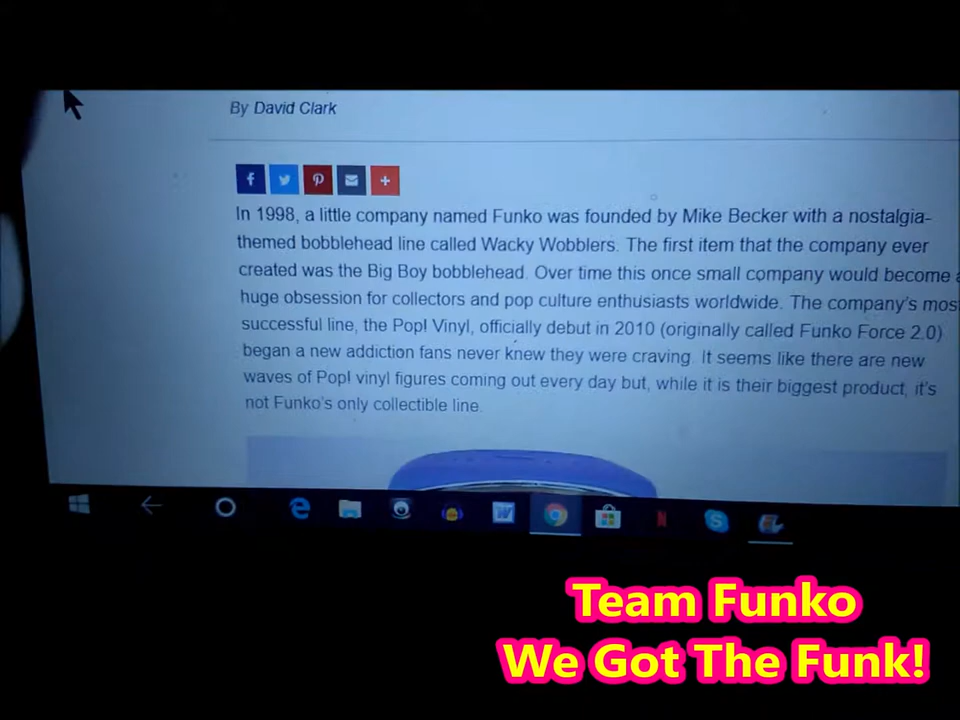 By David Clark
In 1998, a little company named Funko was founded by Mike Becker with a nostalgia-
themed bobblehead line called Wacky Wobblers. The first item that the company ever
created was the Big Boy bobblehead. Over time this once small company would become a
huge obsession for collectors and pop culture enthusiasts worldwide. The company's mos
successful line, the Pop! Vinyl, officially debut in 2010 (originally called Funko Force 2.0)
began a new addiction fans never knew they were craving. It seems like there are new
waves of Pop! vinyl figures coming out every day but, while it is their biggest product, it's
not Funko's only collectible line.
Team Funko
We Got The Funk!